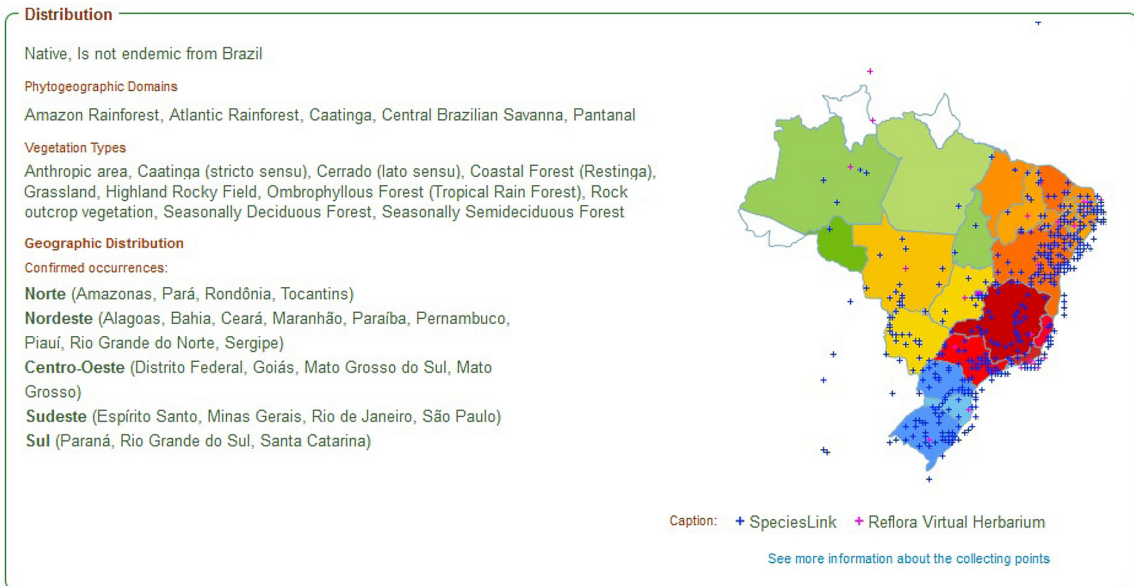 Distribution
Native, Is not endemic from Brazil
Phytogeographic Domains
Amazon Rainforest, Atlantic Rainforest, Caatinga, Central Brazilian Savanna, Pantanal
Vegetation Types
Anthropic area, Caatinga (stricto sensu), Cerrado (lato sensu), Coastal Forest (Restinga),
Grassland, Highland Rocky Field, Ombrophyllous Forest (Tropical Rain Forest), Rock
outcrop vegetation, Seasonally Deciduous Forest, Seasonally Semideciduous Forest
Geographic Distribution
Confirmed occurrences:
Norte (Amazonas, Pará, Rondônia, Tocantins)
Nordeste (Alagoas, Bahia, Ceará, Maranhão, Paraíba, Pernambuco,
Piauí, Rio Grande do Norte, Sergipe)
Centro-Oeste (Distrito Federal, Goiás, Mato Grosso do Sul, Mato
Grosso)
Sudeste (Espírito Santo, Minas Gerais, Rio de Janeiro, São Paulo)
Sul (Paraná, Rio Grande do Sul, Santa Catarina)
Caption: + SpeciesLink + Reflora Virtual Herbarium
See more information about the collecting points